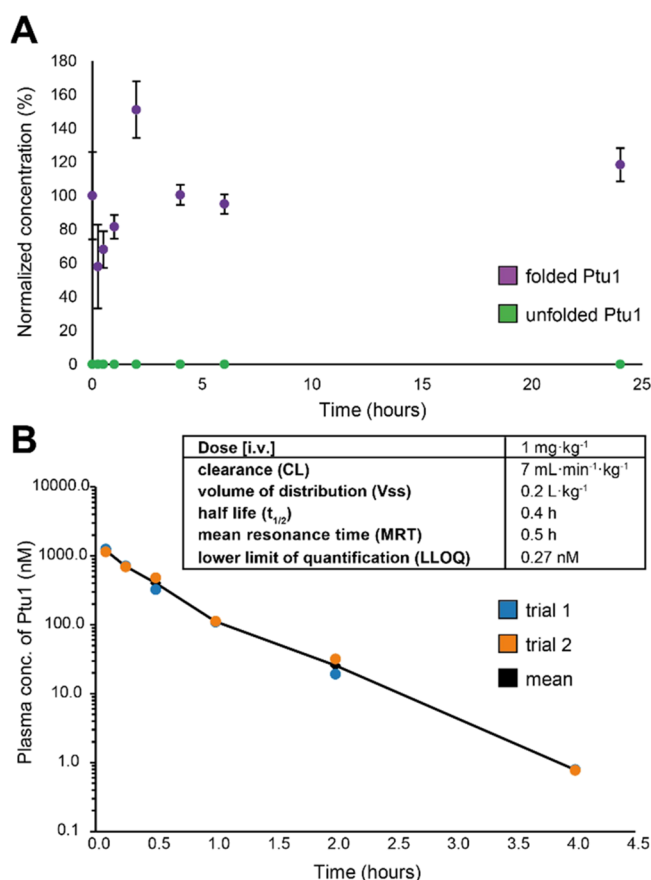 A
Normalized concentration (%)
180
160
140
120
100
80
60
40
20
0
0 5 10 15 20 25
Time (hours)
folded Ptu1
unfolded Ptu1
B
Dose [i.v.] 1 mg·kg⁻¹
clearance (CL) 7 mL·min⁻¹·kg⁻¹
volume of distribution (Vss) 0.2 L·kg⁻¹
half life (t1/2) 0.4 h
mean resonance time (MRT) 0.5 h
lower limit of quantification (LLOQ) 0.27 nM
Plasma conc. of Ptu1 (nM)
10000.0
1000.0
100.0
10.0
1.0
0.1
0.0 0.5 1.0 1.5 2.0 2.5 3.0 3.5 4.0 4.5
Time (hours)
trial 1
trial 2
mean